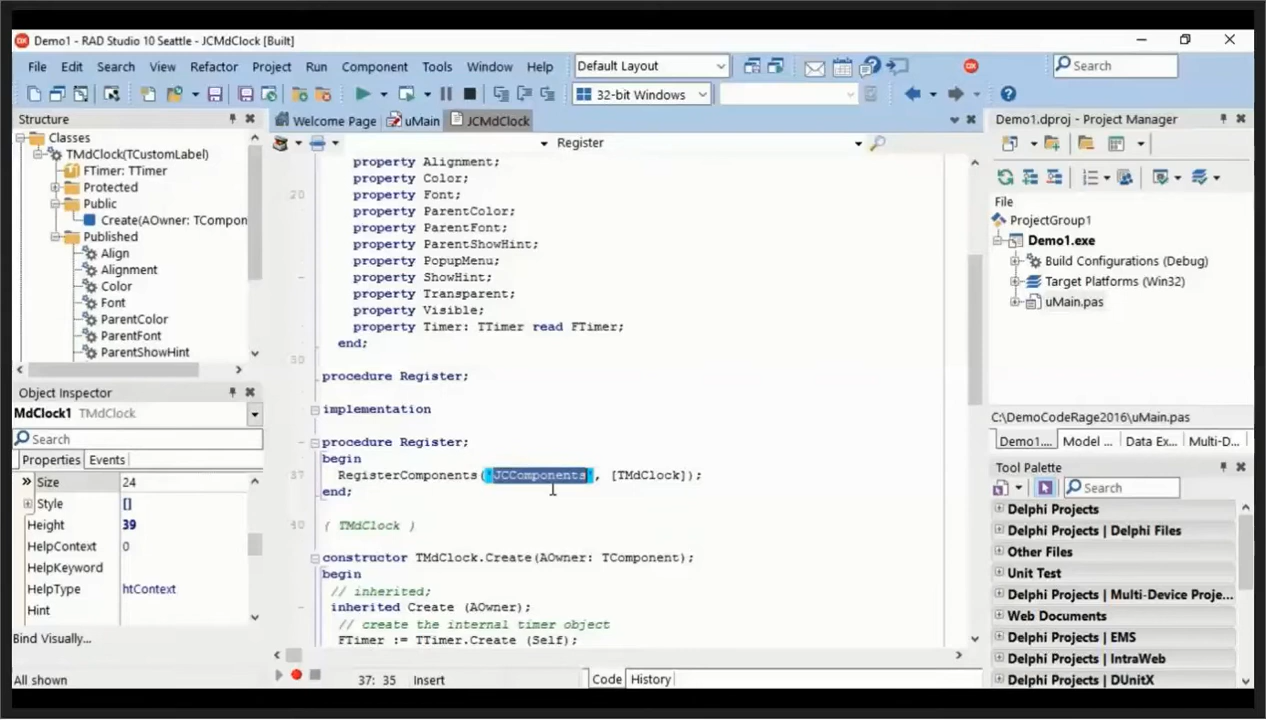 Demo1 - RAD Studio 10 Seattle - JCMdClock [Built]
File Edit Search View Refactor Project Run Component Tools Window Help Default Layout Search
32-bit Windows
Structure
Classes
TMdClock(TCustomLabel)
FTimer: TTimer
Protected
Public
Create(AOwner: TCompon
Published
Align
Alignment
Color
Font
ParentColor
ParentFont
ParentShowHint
Object Inspector
MdClock1 TMdClock
Search
Properties Events
Size 24
Style []
Height 39
HelpContext 0
HelpKeyword
HelpType htContext
Hint
Bind Visually...
All shown
Welcome Page uMain JCMdClock
Register
property Alignment;
property Color;
20 property Font;
property ParentColor;
property ParentFont;
property ParentShowHint;
property PopupMenu;
property ShowHint;
property Transparent;
property Visible;
property Timer: TTimer read FTimer;
end;
30
procedure Register;
implementation
procedure Register;
begin
37 RegisterComponents('JCComponents', [TMdClock]);
end;
40 { TMdClock }
constructor TMdClock.Create(AOwner: TComponent);
begin
// inherited;
inherited Create (AOwner);
// create the internal timer object
FTimer := TTimer.Create (Self);
37: 35 Insert Code History
Demo1.dproj - Project Manager
File
ProjectGroup1
Demo1.exe
Build Configurations (Debug)
Target Platforms (Win32)
uMain.pas
C:\DemoCodeRage2016\uMain.pas
Demo1.... Model ... Data Ex... Multi-D...
Tool Palette
Search
Delphi Projects
Delphi Projects | Delphi Files
Other Files
Unit Test
Delphi Projects | Multi-Device Proje...
Web Documents
Delphi Projects | EMS
Delphi Projects | IntraWeb
Delphi Projects | DUnitX